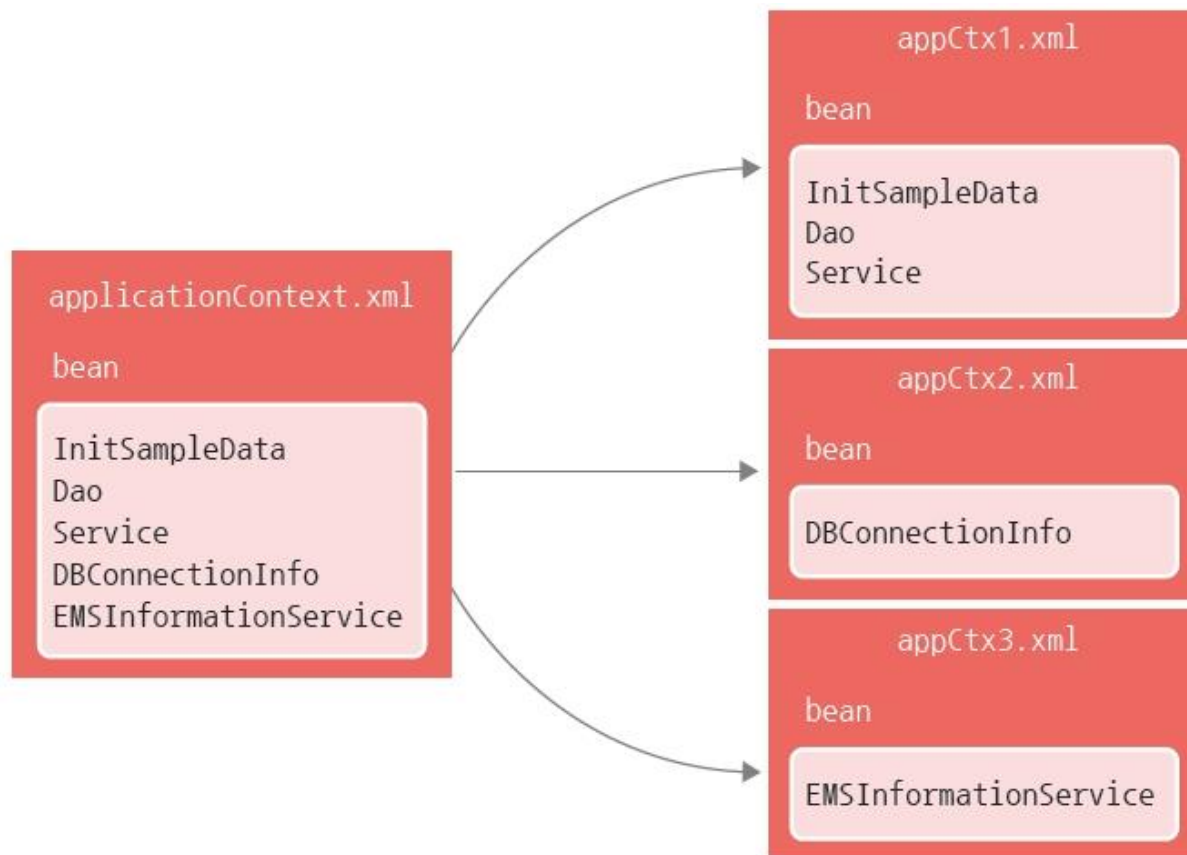 applicationContext.xml
bean
InitSampleData
Dao
Service
DBConnectionInfo
EMSInformationService
appCtx1.xml
bean
InitSampleData
Dao
Service
appCtx2.xml
bean
DBConnectionInfo
appCtx3.xml
bean
EMSInformationService